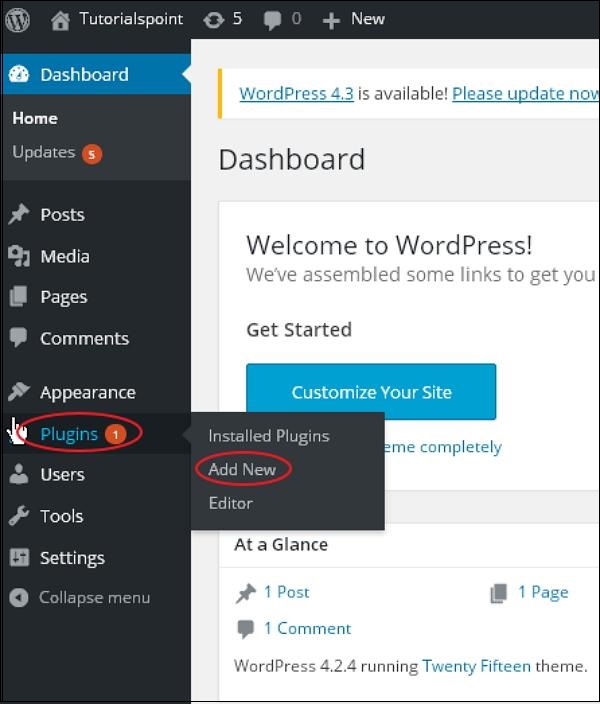 Tutorialspoint 5 0 New
Dashboard
Home
Updates 5
Posts
Media
Pages
Comments
Appearance
Plugins 1
Users
Tools
Settings
Collapse menu
Installed Plugins
Add New
Editor
WordPress 4.3 is available! Please update now
Dashboard
Welcome to WordPress!
We've assembled some links to get you
Get Started
Customize Your Site
eme completely
At a Glance
1 Post 1 Page
1 Comment
WordPress 4.2.4 running Twenty Fifteen theme.